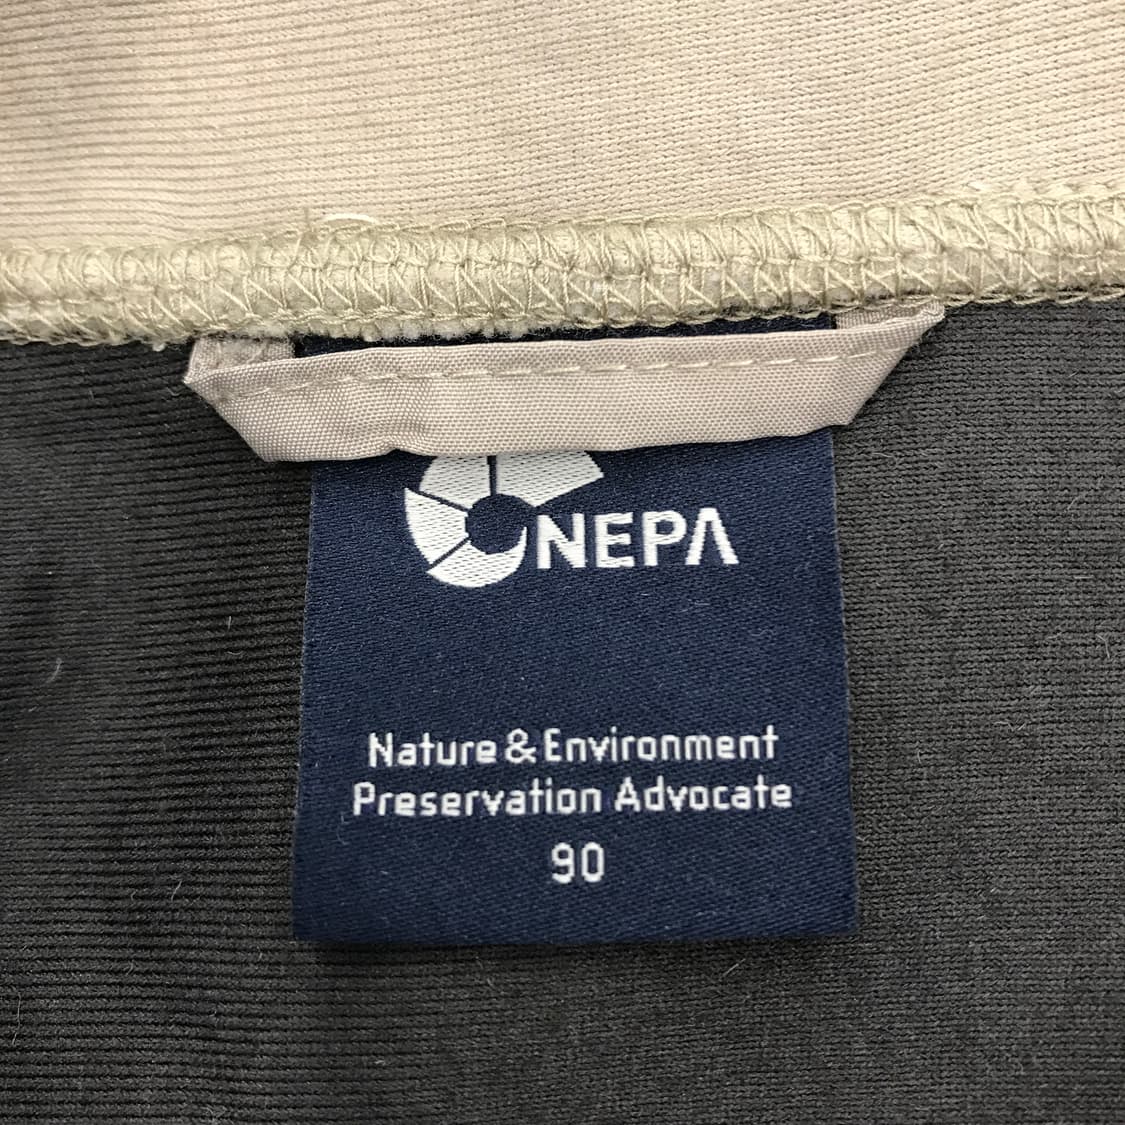 NEPA
Nature & Environment
Preservation Advocate
90